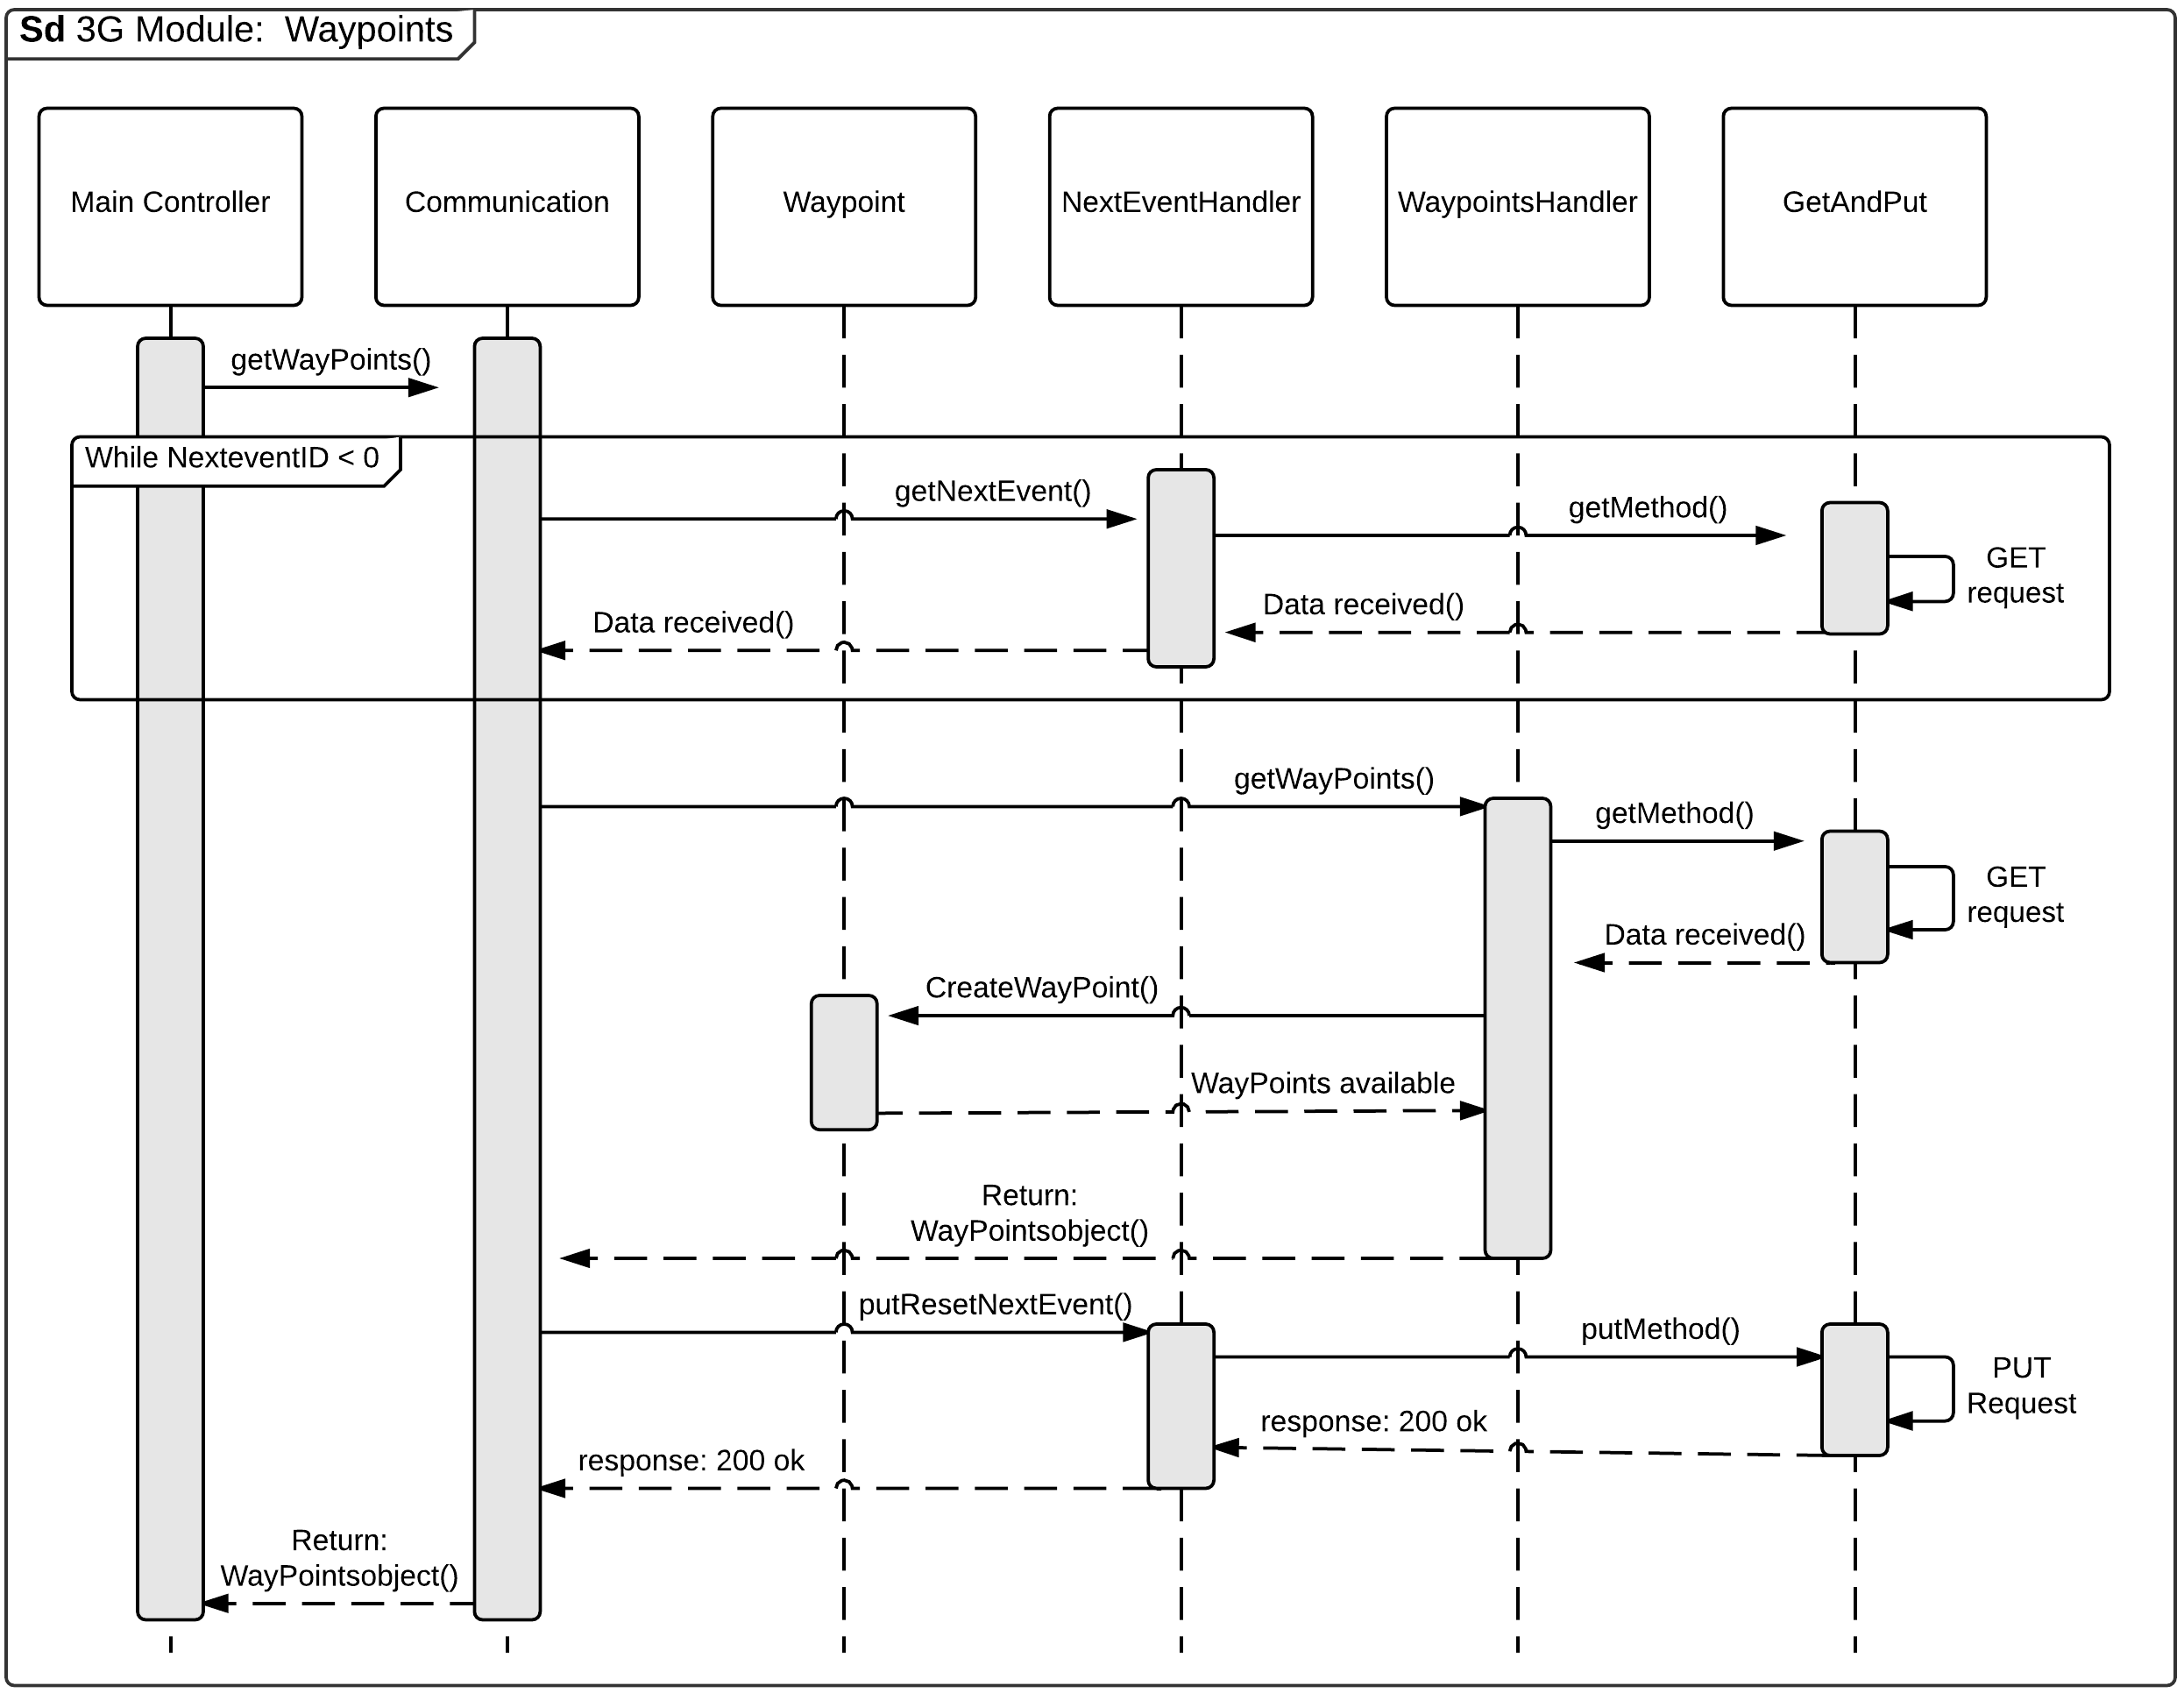 Sd 3G Module:  Waypoints
Main Controller
Communication
Waypoint
NextEventHandler
WaypointsHandler
GetAndPut
getWayPoints()
While NexteventID < 0
getNextEvent()
getMethod()
GET
request
Data received()
Data received()
getWayPoints()
getMethod()
GET
request
Data received()
CreateWayPoint()
WayPoints available
Return:
WayPointsobject()
putResetNextEvent()
putMethod()
PUT
Request
response: 200 ok
response: 200 ok
Return:
WayPointsobject()